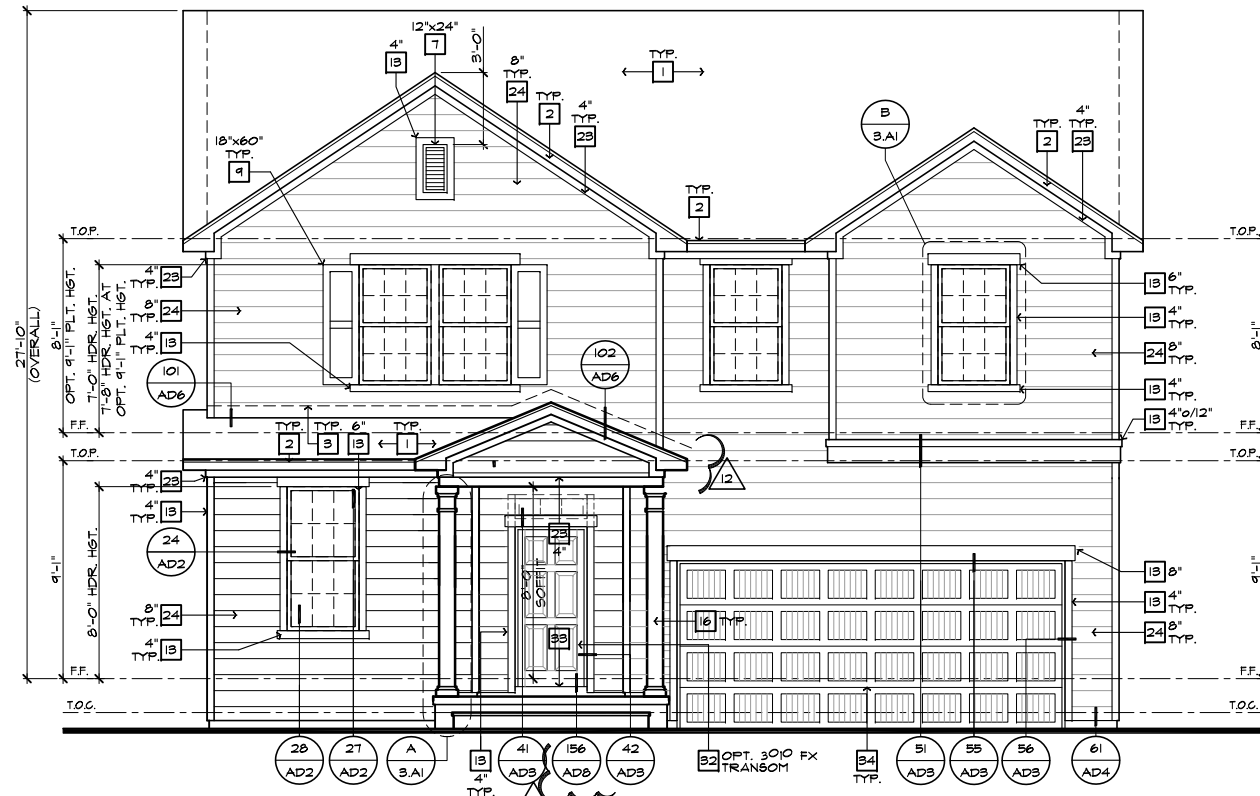 12"x24"
7
4"
13
3'-0"
8"
TYP.
24
TYP.
2
4"
TYP.
23
TYP.
1
B
3.A1
TYP.
2
4"
TYP.
23
18"x60"
TYP.
9
TYP.
2
T.O.P.
T.O.P.
27'-10"
(OVERALL)
8'-1"
OPT. 9'-1" PLT. HGT.
7'-0" HDR. HGT.
7'-8" HDR. HGT. AT
OPT. 9'-1" PLT. HGT.
4"
TYP. 23
8"
TYP. 24
4"
TYP. 13
101
AD6
102
AD6
13 6"
TYP.
13 4"
TYP.
24 8"
TYP.
13 4"
TYP.
13 4"o/12"
TYP.
8'-1"
F.F.
F.F.
TYP.
2
TYP.
3
6"
13
TYP.
1
T.O.P.
T.O.P.
12
4"
TYP. 23
4"
TYP. 13
24
AD2
9'-1"
8'-0" HDR. HGT.
8"
TYP. 24
4"
TYP. 13
23
4"
8'-0"
SOFFIT
33
16 TYP.
13 8"
13 4"
TYP.
24 8"
TYP.
9'-1"
F.F.
F.F.
T.O.C.
T.O.C.
28
AD2
27
AD2
A
3.A1
13
4"
TYP.
41
AD3
156
AD8
42
AD3
32 OPT. 3010 FX
TRANSOM
34
TYP.
51
AD3
55
AD3
56
AD3
61
AD4